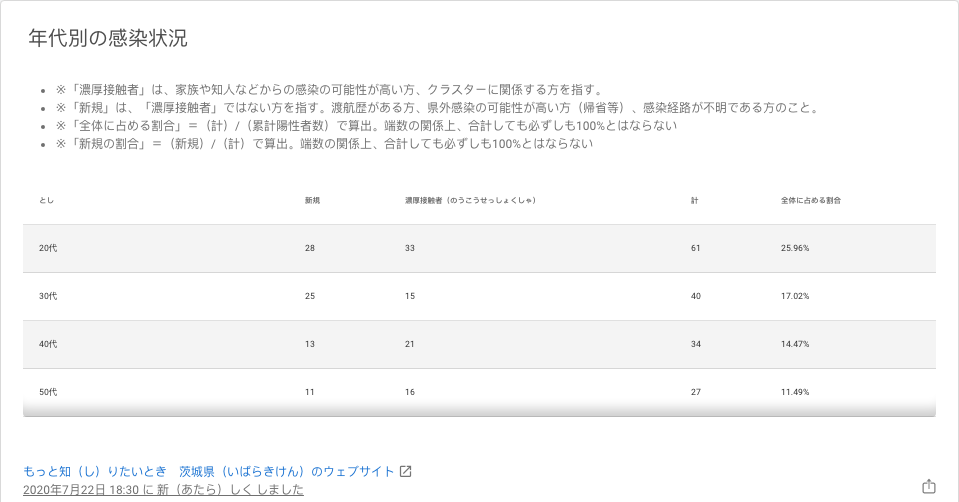 年代別の感染状況
※「濃厚接触者」は、家族や知人などからの感染の可能性が高い方、クラスターに関係する方を指す。
※「新規」は、「濃厚接触者」ではない方を指す。渡航歴がある方、県外感染の可能性が高い方（帰省等）、感染経路が不明である方のこと。
※「全体に占める割合」＝（計）/（累計陽性者数）で算出。端数の関係上、合計しても必ずしも100%とはならない
※「新規の割合」＝（新規）/（計）で算出。端数の関係上、合計しても必ずしも100%とはならない
とし 新規 濃厚接触者（のうこうせっしょくしゃ） 計 全体に占める割合
20代 28 33 61 25.96%
30代 25 15 40 17.02%
40代 13 21 34 14.47%
50代 11 16 27 11.49%
もっと知（し）りたいとき　茨城県（いばらきけん）のウェブサイト
2020年7月22日 18:30 に 新（あたら）しく しました